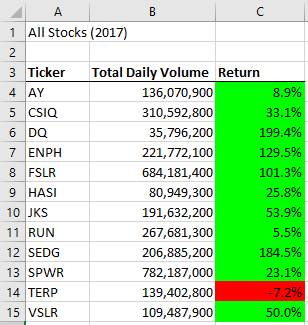 A B C
1 All Stocks (2017)
2
3 Ticker Total Daily Volume Return
4 AY 136,070,900 8.9%
5 CSIQ 310,592,800 33.1%
6 DQ 35,796,200 199.4%
7 ENPH 221,772,100 129.5%
8 FSLR 684,181,400 101.3%
9 HASI 80,949,300 25.8%
10 JKS 191,632,200 53.9%
11 RUN 267,681,300 5.5%
12 SEDG 206,885,200 184.5%
13 SPWR 782,187,000 23.1%
14 TERP 139,402,800 -7.2%
15 VSLR 109,487,900 50.0%